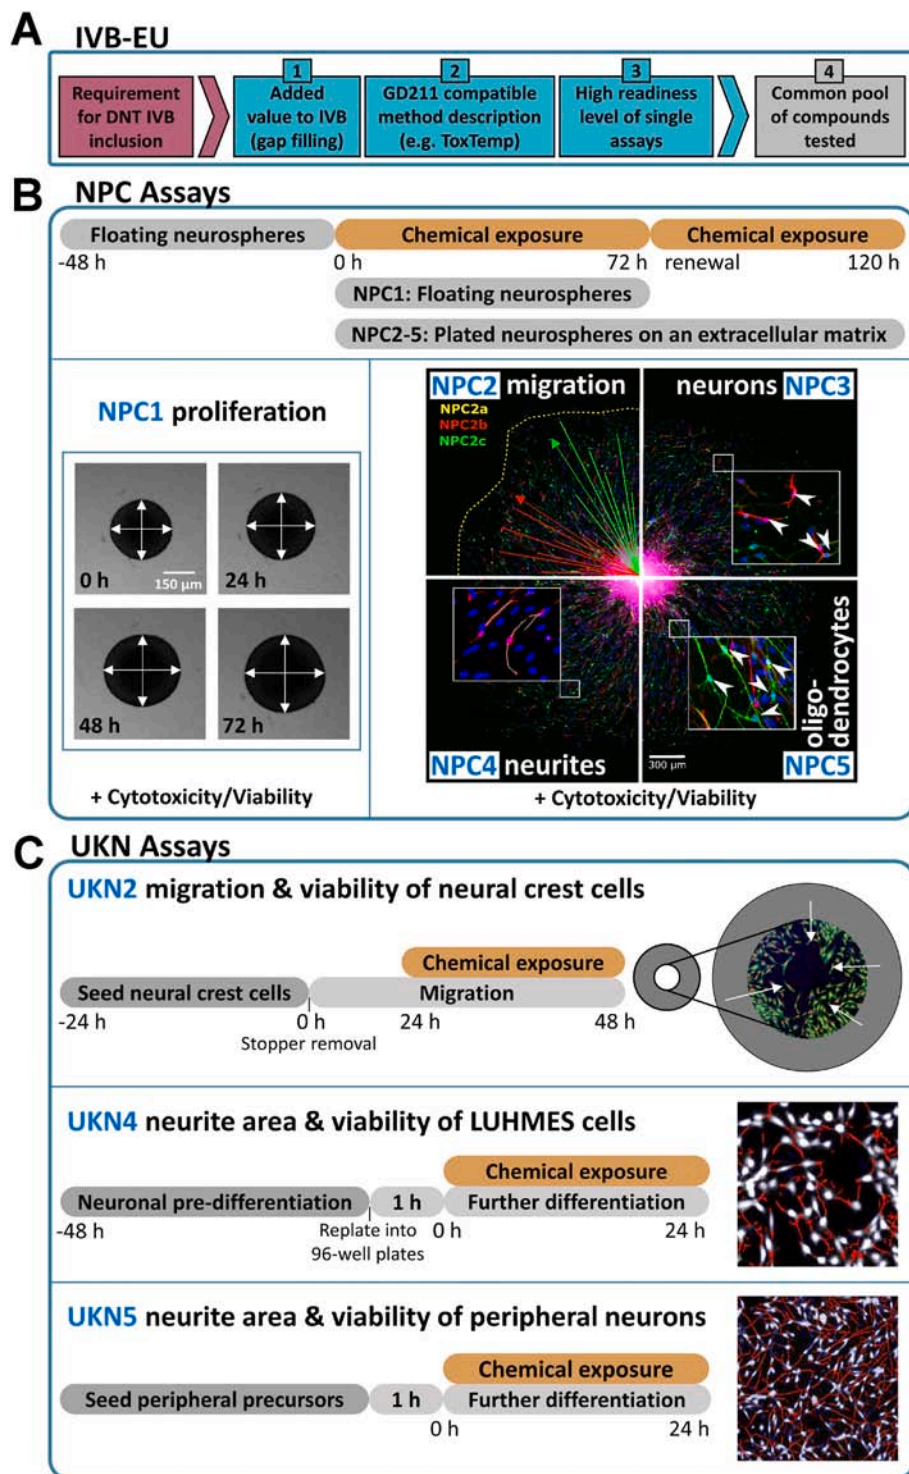 A
IVB-EU
Requirement
for DNT IVB
inclusion
1
Added
value to IVB
(gap filling)
2
GD211 compatible
method description
(e.g. ToxTemp)
3
High readiness
level of single
assays
4
Common pool
of compounds
tested
B
NPC Assays
Floating neurospheres
Chemical exposure
Chemical exposure
-48 h
0 h
72 h
renewal
120 h
NPC1: Floating neurospheres
NPC2-5: Plated neurospheres on an extracellular matrix
NPC1 proliferation
0 h
150 µm
24 h
48 h
72 h
+ Cytotoxicity/Viability
NPC2 migration
NPC2a
NPC2b
NPC2c
neurons NPC3
NPC4 neurites
oligo-
dendrocytes
NPC5
300 µm
+ Cytotoxicity/Viability
C
UKN Assays
UKN2 migration & viability of neural crest cells
Chemical exposure
Seed neural crest cells
Migration
-24 h
0 h
24 h
48 h
Stopper removal
UKN4 neurite area & viability of LUHMES cells
Chemical exposure
Neuronal pre-differentiation
1 h
Further differentiation
-48 h
Replate into
96-well plates
0 h
24 h
UKN5 neurite area & viability of peripheral neurons
Chemical exposure
Seed peripheral precursors
1 h
Further differentiation
0 h
24 h